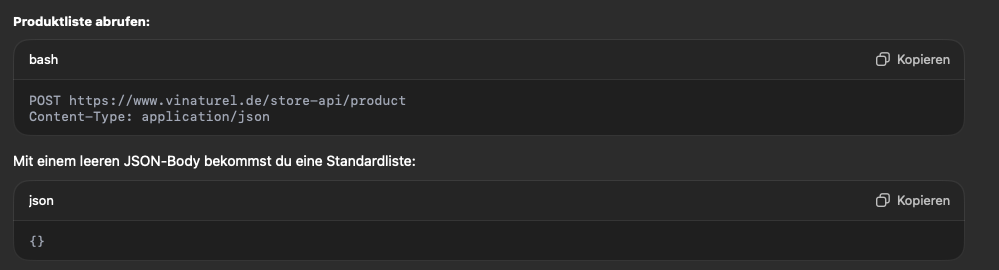 Produktliste abrufen:
bash
Kopieren
POST https://www.vinaturel.de/store-api/product
Content-Type: application/json
Mit einem leeren JSON-Body bekommst du eine Standardliste:
json
Kopieren
{}